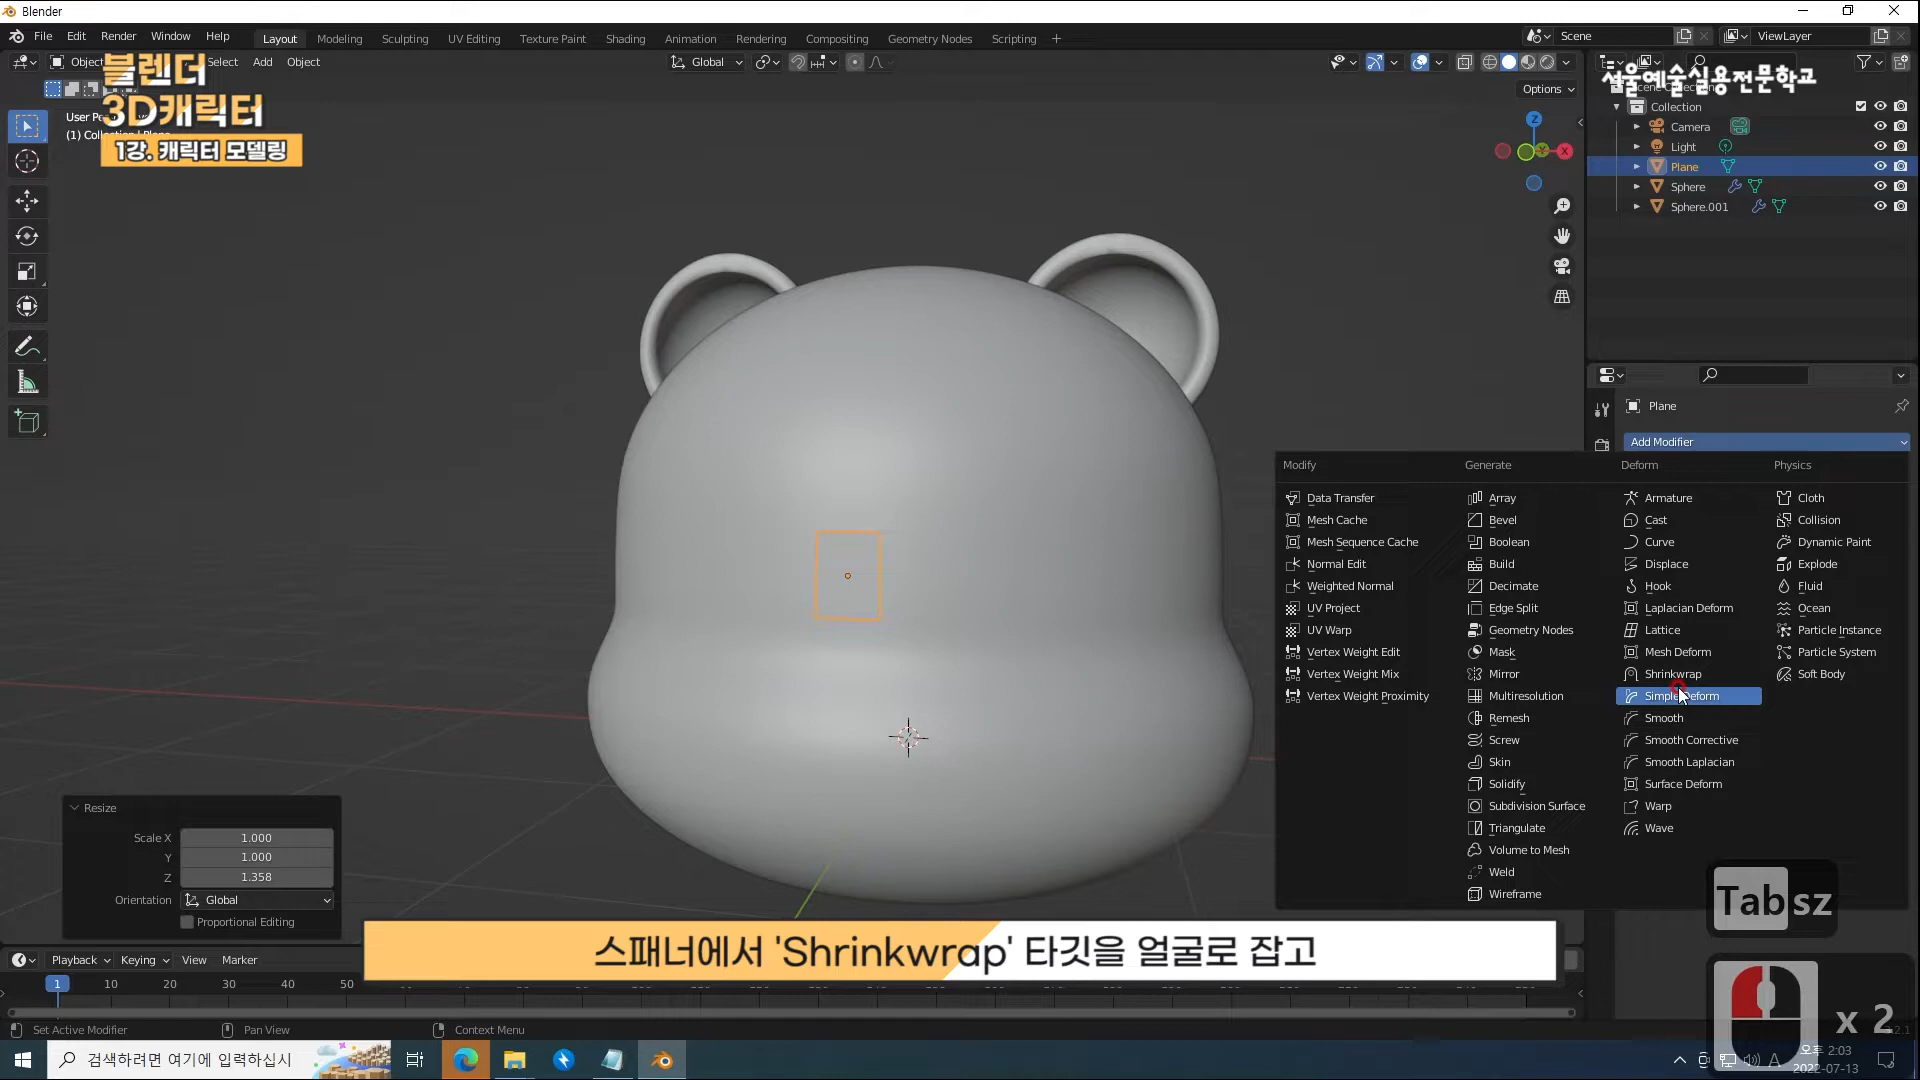 Blender
File Edit Render Window Help
Layout Modeling Sculpting UV Editing Texture Paint Shading Animation Rendering Compositing Geometry Nodes Scripting +
Scene
ViewLayer
Select Add Object
Global
Options
블렌더
3D캐릭터
1강. 캐릭터 모델링
서울예술실용전문학교
Collection
Camera
Light
Plane
Sphere
Sphere.001
Z
X
Plane
Add Modifier
Modify
Data Transfer
Mesh Cache
Mesh Sequence Cache
Normal Edit
Weighted Normal
UV Project
UV Warp
Vertex Weight Edit
Vertex Weight Mix
Vertex Weight Proximity
Generate
Array
Bevel
Boolean
Build
Decimate
Edge Split
Geometry Nodes
Mask
Mirror
Multiresolution
Remesh
Screw
Skin
Solidify
Subdivision Surface
Triangulate
Volume to Mesh
Weld
Wireframe
Deform
Armature
Cast
Curve
Displace
Hook
Laplacian Deform
Lattice
Mesh Deform
Shrinkwrap
Simple Deform
Smooth
Smooth Corrective
Smooth Laplacian
Surface Deform
Warp
Wave
Physics
Cloth
Collision
Dynamic Paint
Explode
Fluid
Ocean
Particle Instance
Particle System
Soft Body
Resize
Scale X 1.000
Y 1.000
Z 1.358
Orientation Global
Proportional Editing
Tab sz
스패너에서 'Shrinkwrap' 타깃을 얼굴로 잡고
Playback Keying View Marker
1 10 20 30 40 50
x 2
Set Active Modifier Pan View Context Menu
검색하려면 여기에 입력하십시
A
오후 2:03
2022-07-13